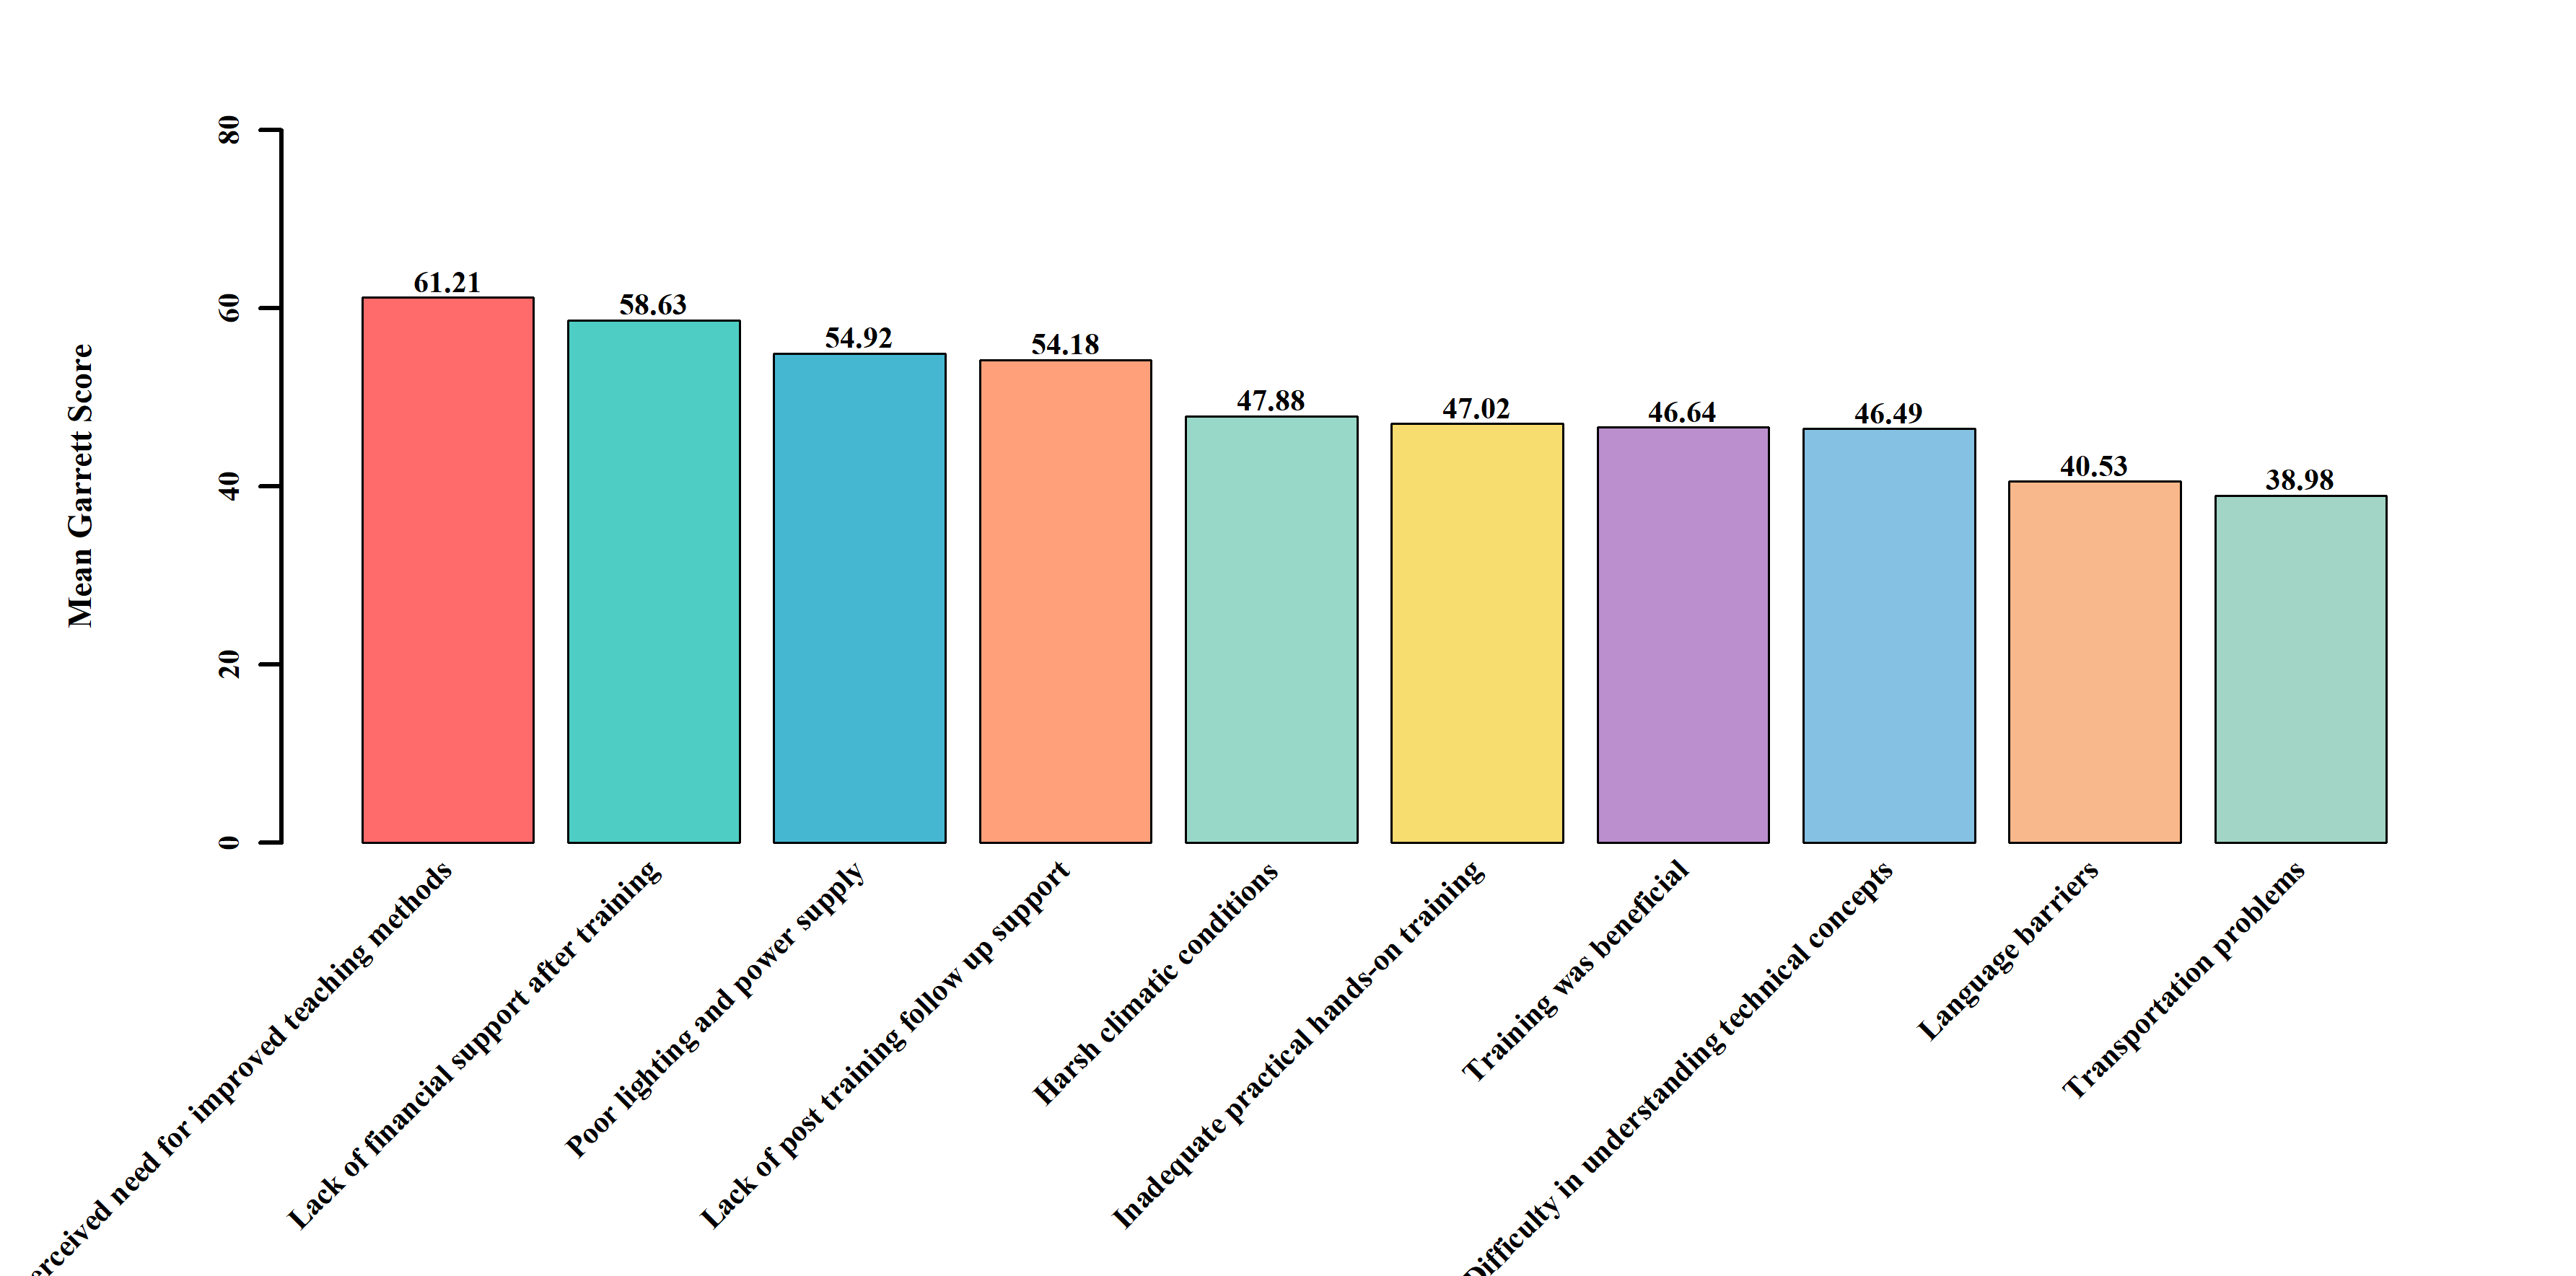 Mean Garrett Score
80
60
40
20
0
61.21
58.63
54.92
54.18
47.88
47.02
46.64
46.49
40.53
38.98
need for improved teaching methods
Lack of financial support after training
Poor lighting and power supply
Lack of post training follow up support
Harsh climatic conditions
Inadequate practical hands-on training
Training was beneficial
Difficulty in understanding technical concepts
Language barriers
Transportation problems